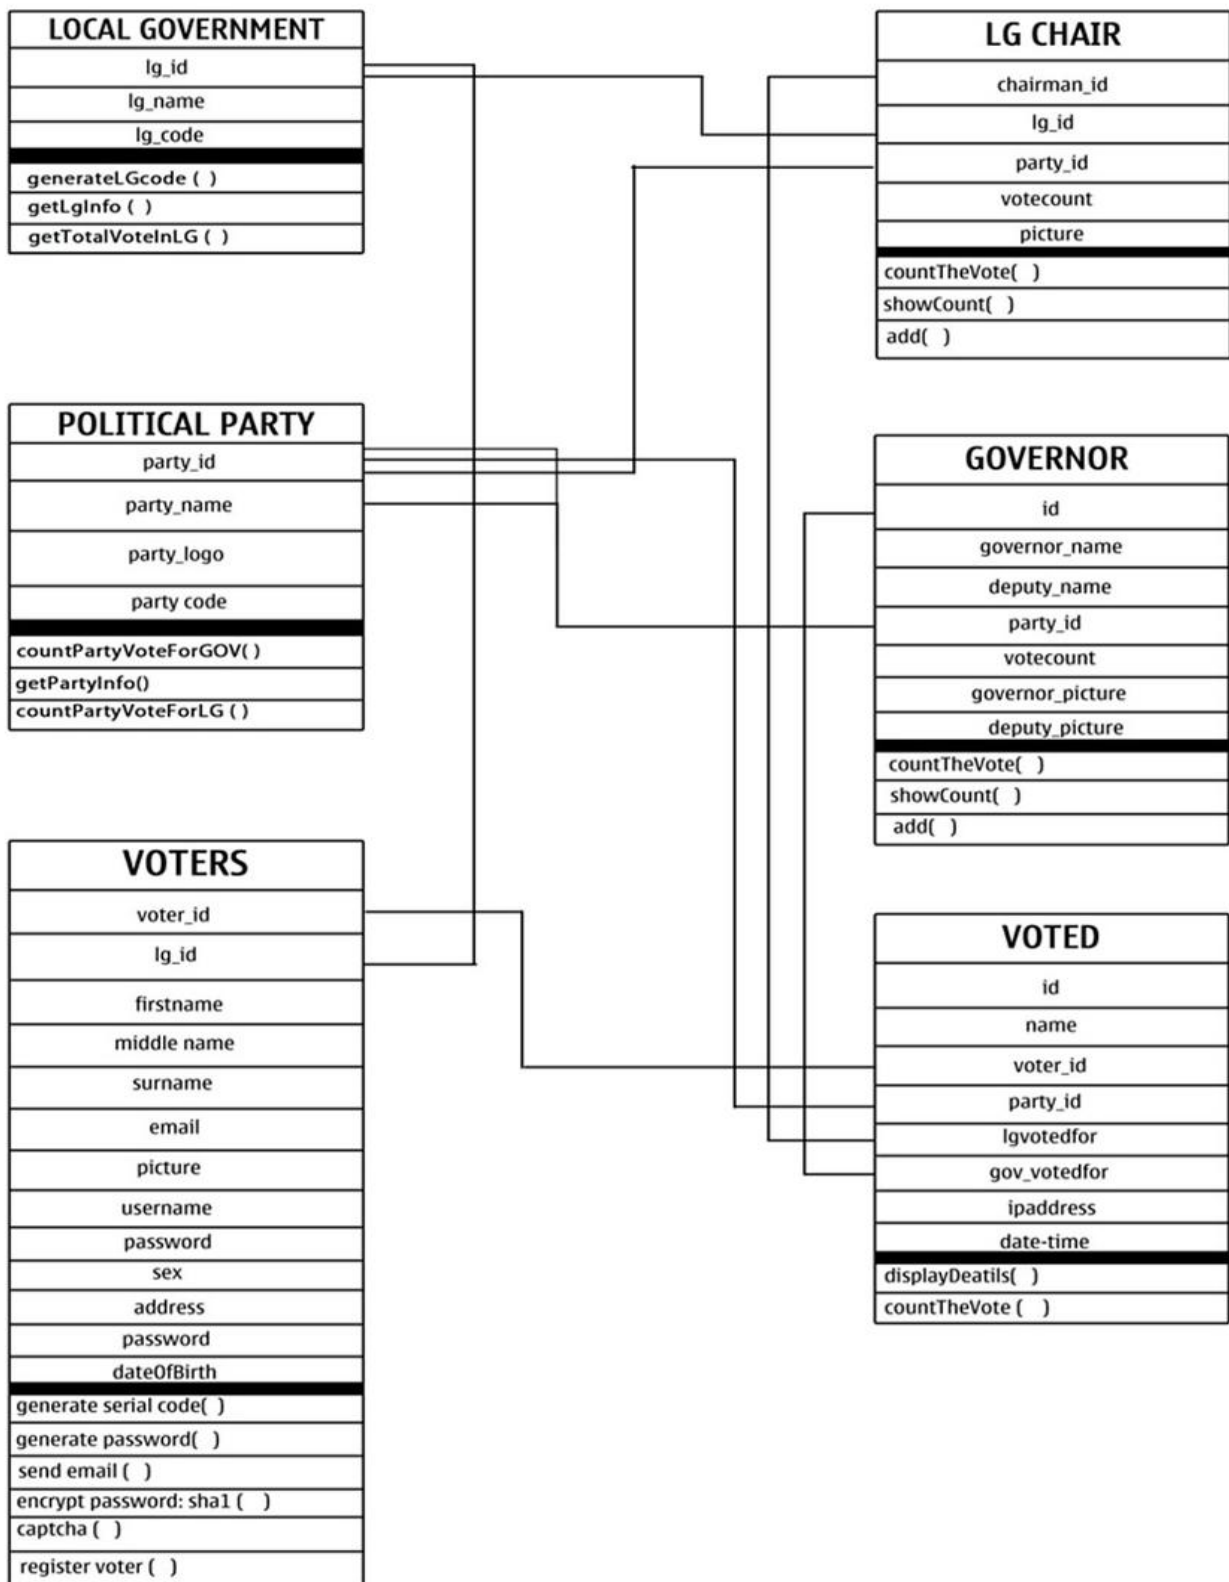 LOCAL GOVERNMENT
lg_id
lg_name
lg_code
generateLGcode ( )
getLgInfo ( )
getTotalVoteInLG ( )
LG CHAIR
chairman_id
lg_id
party_id
votecount
picture
countTheVote( )
showCount( )
add( )
POLITICAL PARTY
party_id
party_name
party_logo
party code
countPartyVoteForGOV( )
getPartyInfo()
countPartyVoteForLG ( )
GOVERNOR
id
governor_name
deputy_name
party_id
votecount
governor_picture
deputy_picture
countTheVote( )
showCount( )
add( )
VOTERS
voter_id
lg_id
firstname
middle name
surname
email
picture
username
password
sex
address
password
dateOfBirth
generate serial code( )
generate password( )
send email ( )
encrypt password: sha1 ( )
captcha ( )
register voter ( )
VOTED
id
name
voter_id
party_id
lgvotedfor
gov_votedfor
ipaddress
date-time
displayDeatils( )
countTheVote ( )